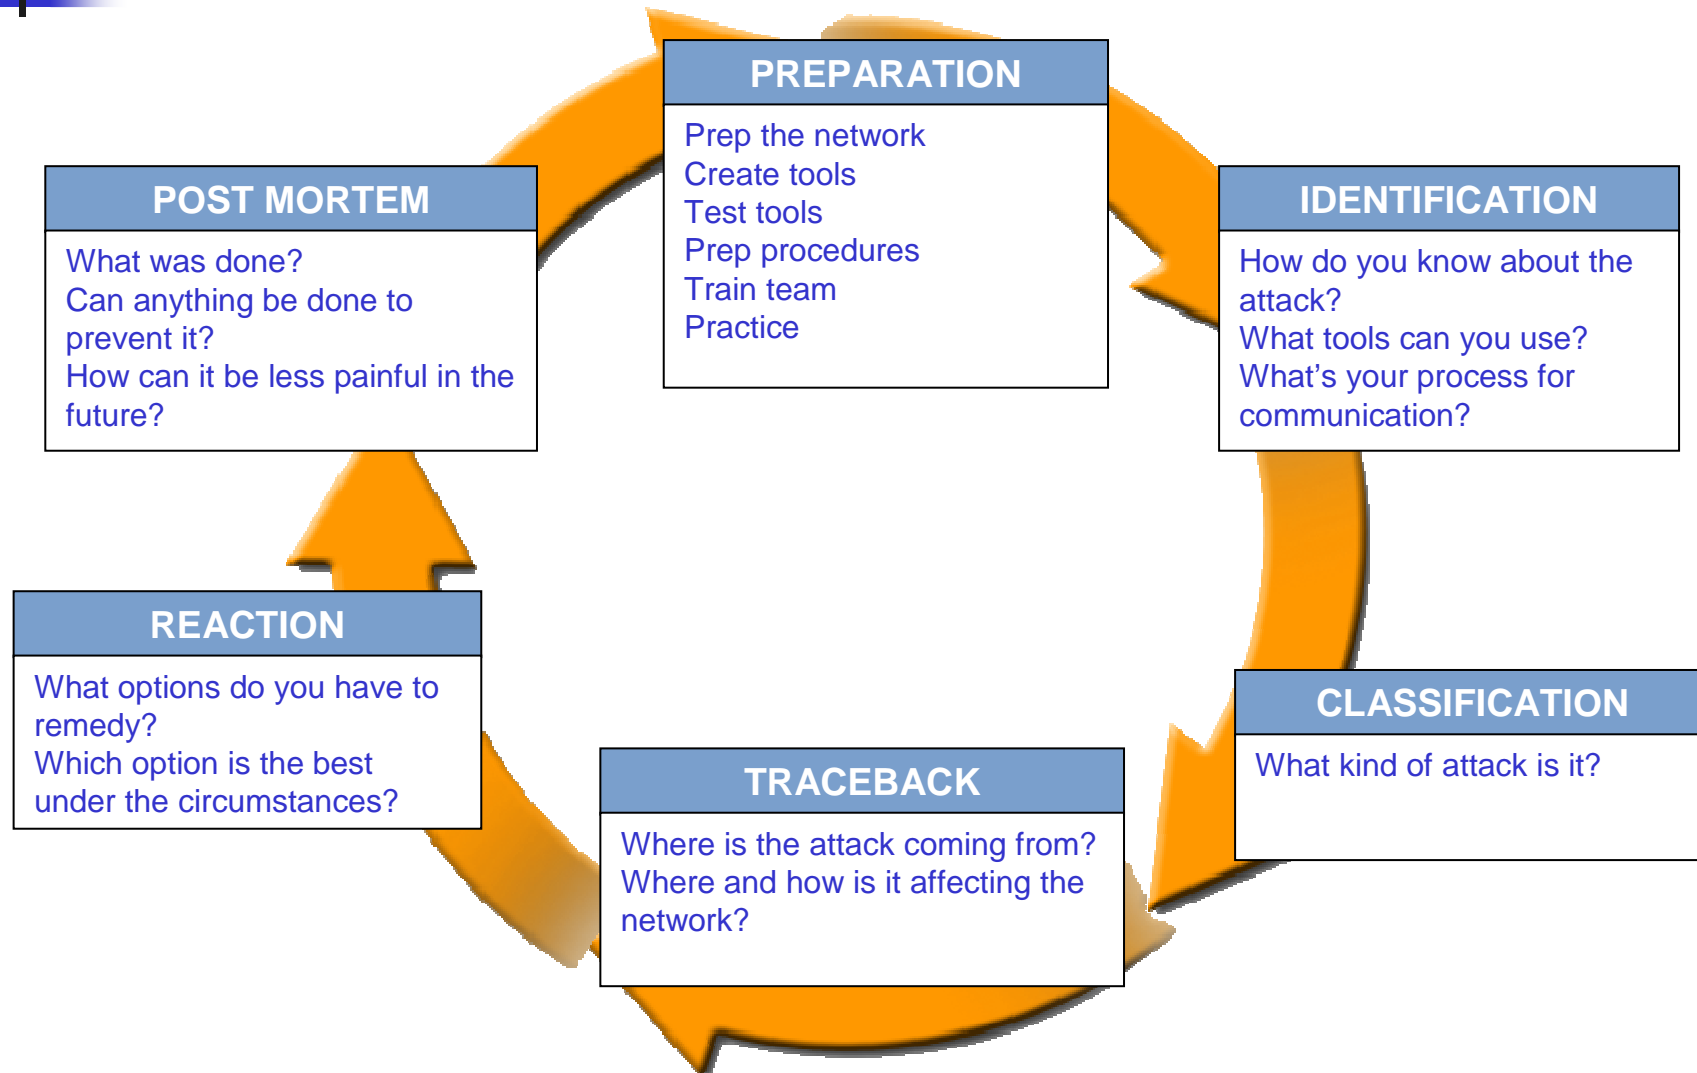 PREPARATION
Prep the network
Create tools
Test tools
Prep procedures
Train team
Practice
IDENTIFICATION
How do you know about the
attack?
What tools can you use?
What’s your process for
communication?
CLASSIFICATION
What kind of attack is it?
TRACEBACK
Where is the attack coming from?
Where and how is it affecting the
network?
REACTION
What options do you have to
remedy?
Which option is the best
under the circumstances?
POST MORTEM
What was done?
Can anything be done to
prevent it?
How can it be less painful in the
future?